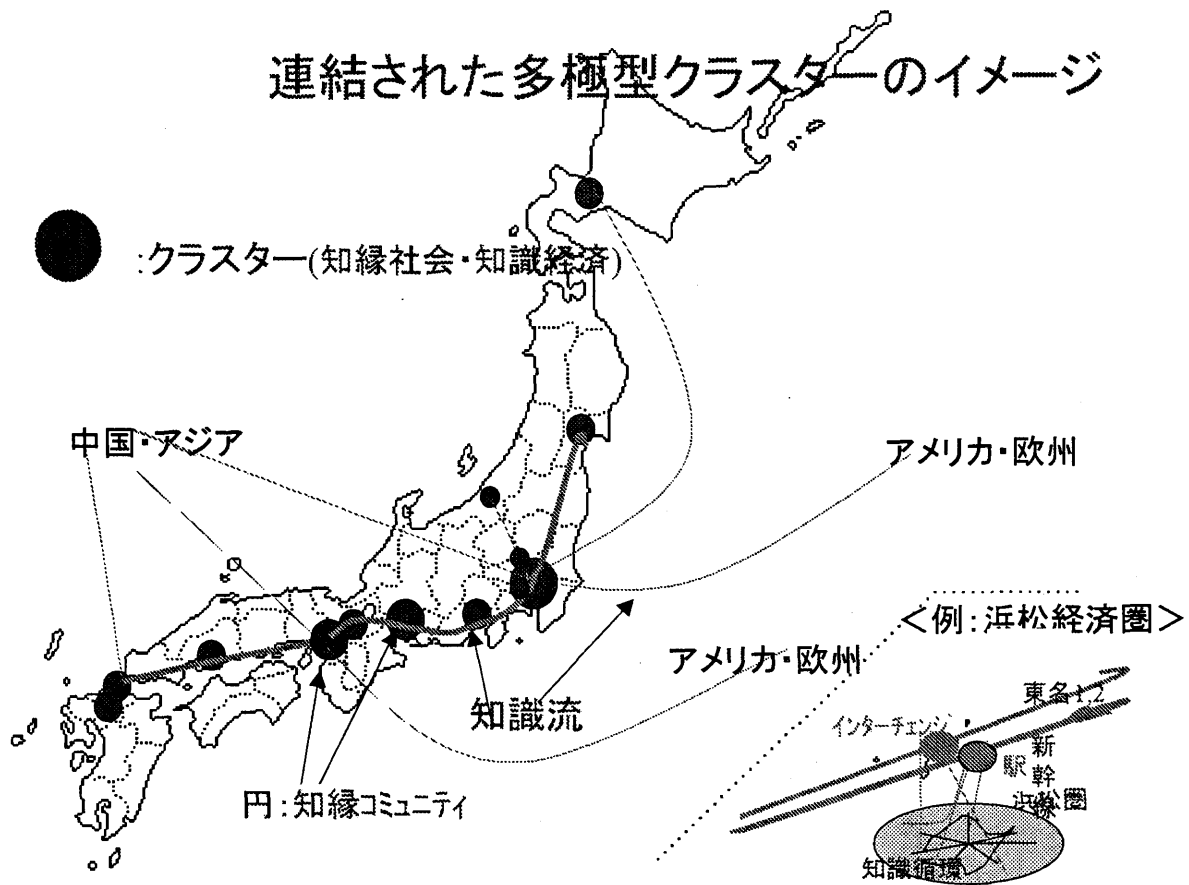 連結された多極型クラスターのイメージ
:クラスター(知縁社会・知識経済)
中国・アジア
アメリカ・欧州
<例:浜松経済圏>
アメリカ・欧州
知識流
円:知縁コミュニティ
東名1,2
インターチェンジ
駅
新幹線
浜松圏
知識循環